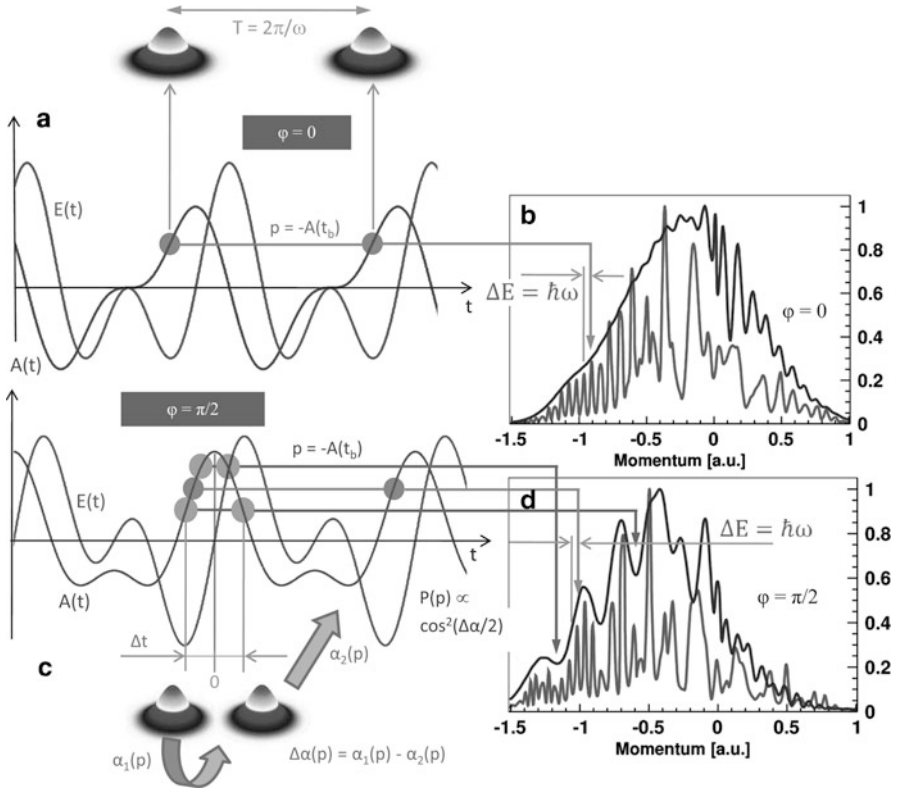 T = 2π/ω
a
φ = 0
E(t)
p = -A(t_b)
t
A(t)
b
ΔE = ħω
φ = 0
1
0.8
0.6
0.4
0.2
0
-1.5 -1 -0.5 0 0.5 1
Momentum [a.u.]
φ = π/2
p = -A(t_b)
E(t)
t
A(t)
P(p) ∝
cos²(Δα/2)
Δt
α₂(p)
c
0
α₁(p)
Δα(p) = α₁(p) - α₂(p)
d
ΔE = ħω
φ = π/2
1
0.8
0.6
0.4
0.2
0
-1.5 -1 -0.5 0 0.5 1
Momentum [a.u.]